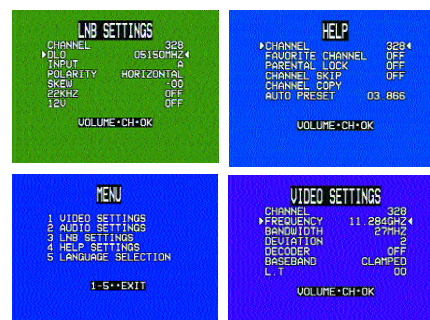 LNB SETTINGS
CHANNEL 328
DLO 05150MHZ
INPUT A
POLARITY HORIZONTAL
SKEW -00
22KHZ OFF
12V OFF
VOLUME•CH•OK
HELP
CHANNEL 328
FAVORITE CHANNEL OFF
PARENTAL LOCK OFF
CHANNEL SKIP OFF
CHANNEL COPY
AUTO PRESET 03 866
VOLUME•CH•OK
MENU
1 VIDEO SETTINGS
2 AUDIO SETTINGS
3 LNB SETTINGS
4 HELP SETTINGS
5 LANGUAGE SELECTION
1-5••EXIT
VIDEO SETTINGS
CHANNEL 328
FREQUENCY 11.284GHZ
BANDWIDTH 27MHZ
DEVIATION 2
DECODER OFF
BASEBAND CLAMPED
L.T 00
VOLUME•CH•OK